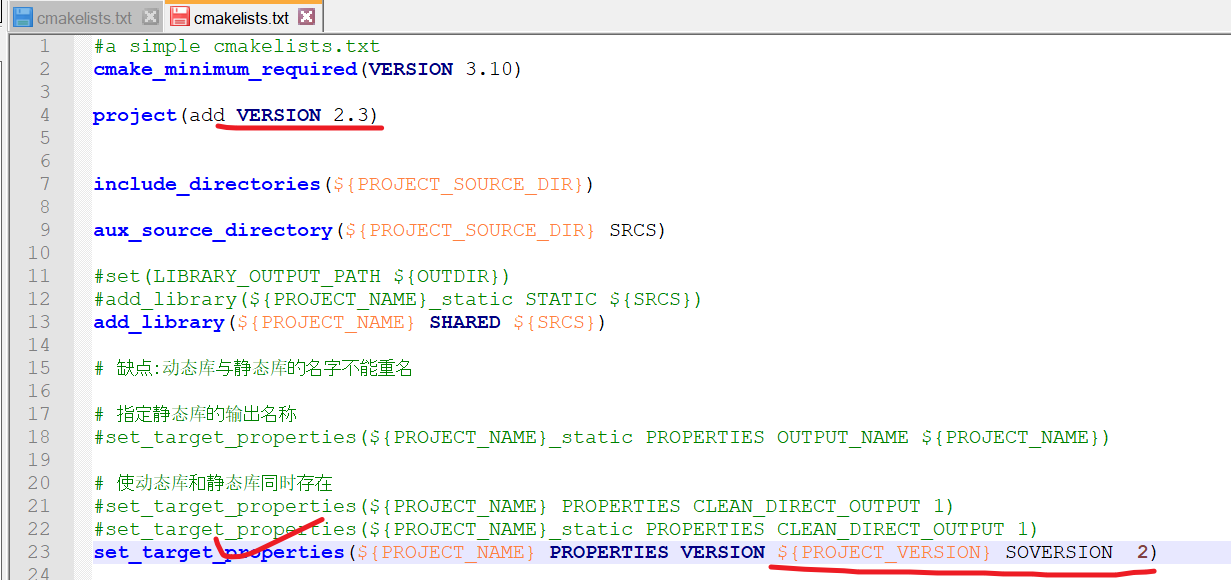 cmakelists.txt cmakelists.txt
1 #a simple cmakelists.txt
2 cmake_minimum_required(VERSION 3.10)
3
4 project(add VERSION 2.3)
5
6
7 include_directories(${PROJECT_SOURCE_DIR})
8
9 aux_source_directory(${PROJECT_SOURCE_DIR} SRCS)
10
11 #set(LIBRARY_OUTPUT_PATH ${OUTDIR})
12 #add_library(${PROJECT_NAME}_static STATIC ${SRCS})
13 add_library(${PROJECT_NAME} SHARED ${SRCS})
14
15 # 缺点:动态库与静态库的名字不能重名
16
17 # 指定静态库的输出名称
18 #set_target_properties(${PROJECT_NAME}_static PROPERTIES OUTPUT_NAME ${PROJECT_NAME})
19
20 # 使动态库和静态库同时存在
21 #set_target_properties(${PROJECT_NAME} PROPERTIES CLEAN_DIRECT_OUTPUT 1)
22 #set_target_properties(${PROJECT_NAME}_static PROPERTIES CLEAN_DIRECT_OUTPUT 1)
23 set_target_properties(${PROJECT_NAME} PROPERTIES VERSION ${PROJECT_VERSION} SOVERSION  2)
24